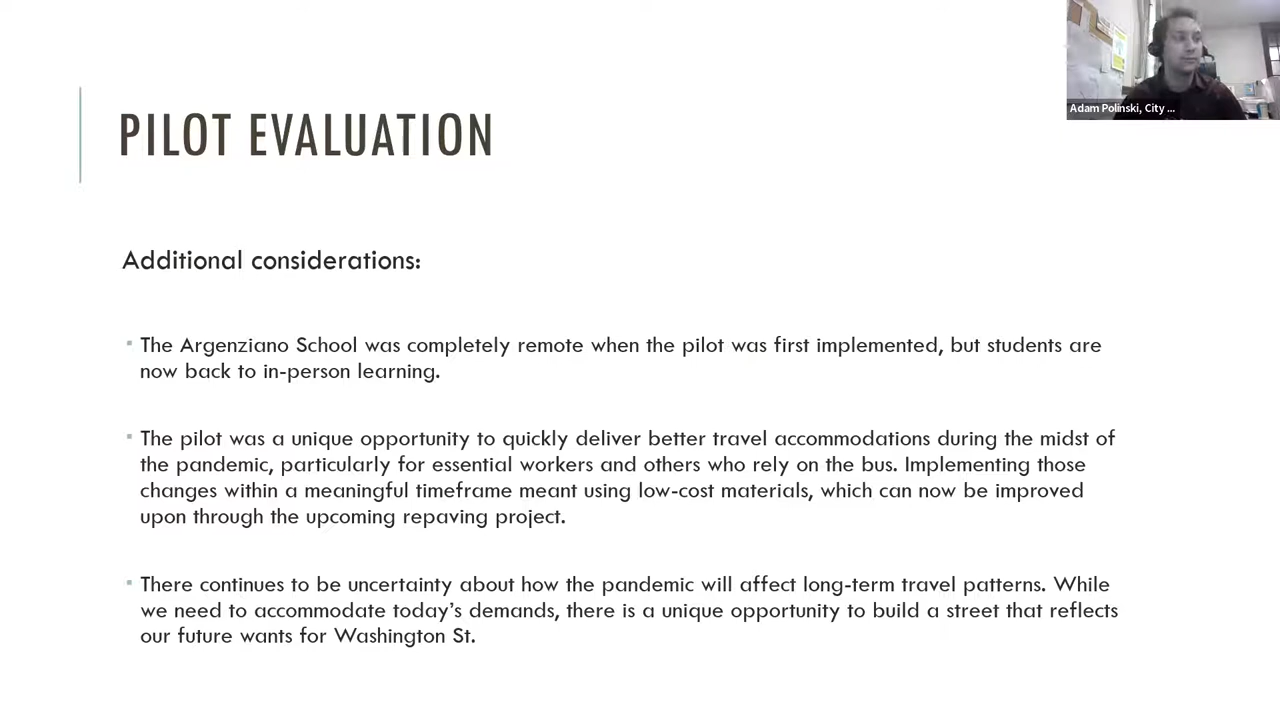 Adam Polinski, City ...
PILOT EVALUATION
Additional considerations:
The Argenziano School was completely remote when the pilot was first implemented, but students are
now back to in-person learning.
The pilot was a unique opportunity to quickly deliver better travel accommodations during the midst of
the pandemic, particularly for essential workers and others who rely on the bus. Implementing those
changes within a meaningful timeframe meant using low-cost materials, which can now be improved
upon through the upcoming repaving project.
There continues to be uncertainty about how the pandemic will affect long-term travel patterns. While
we need to accommodate today’s demands, there is a unique opportunity to build a street that reflects
our future wants for Washington St.